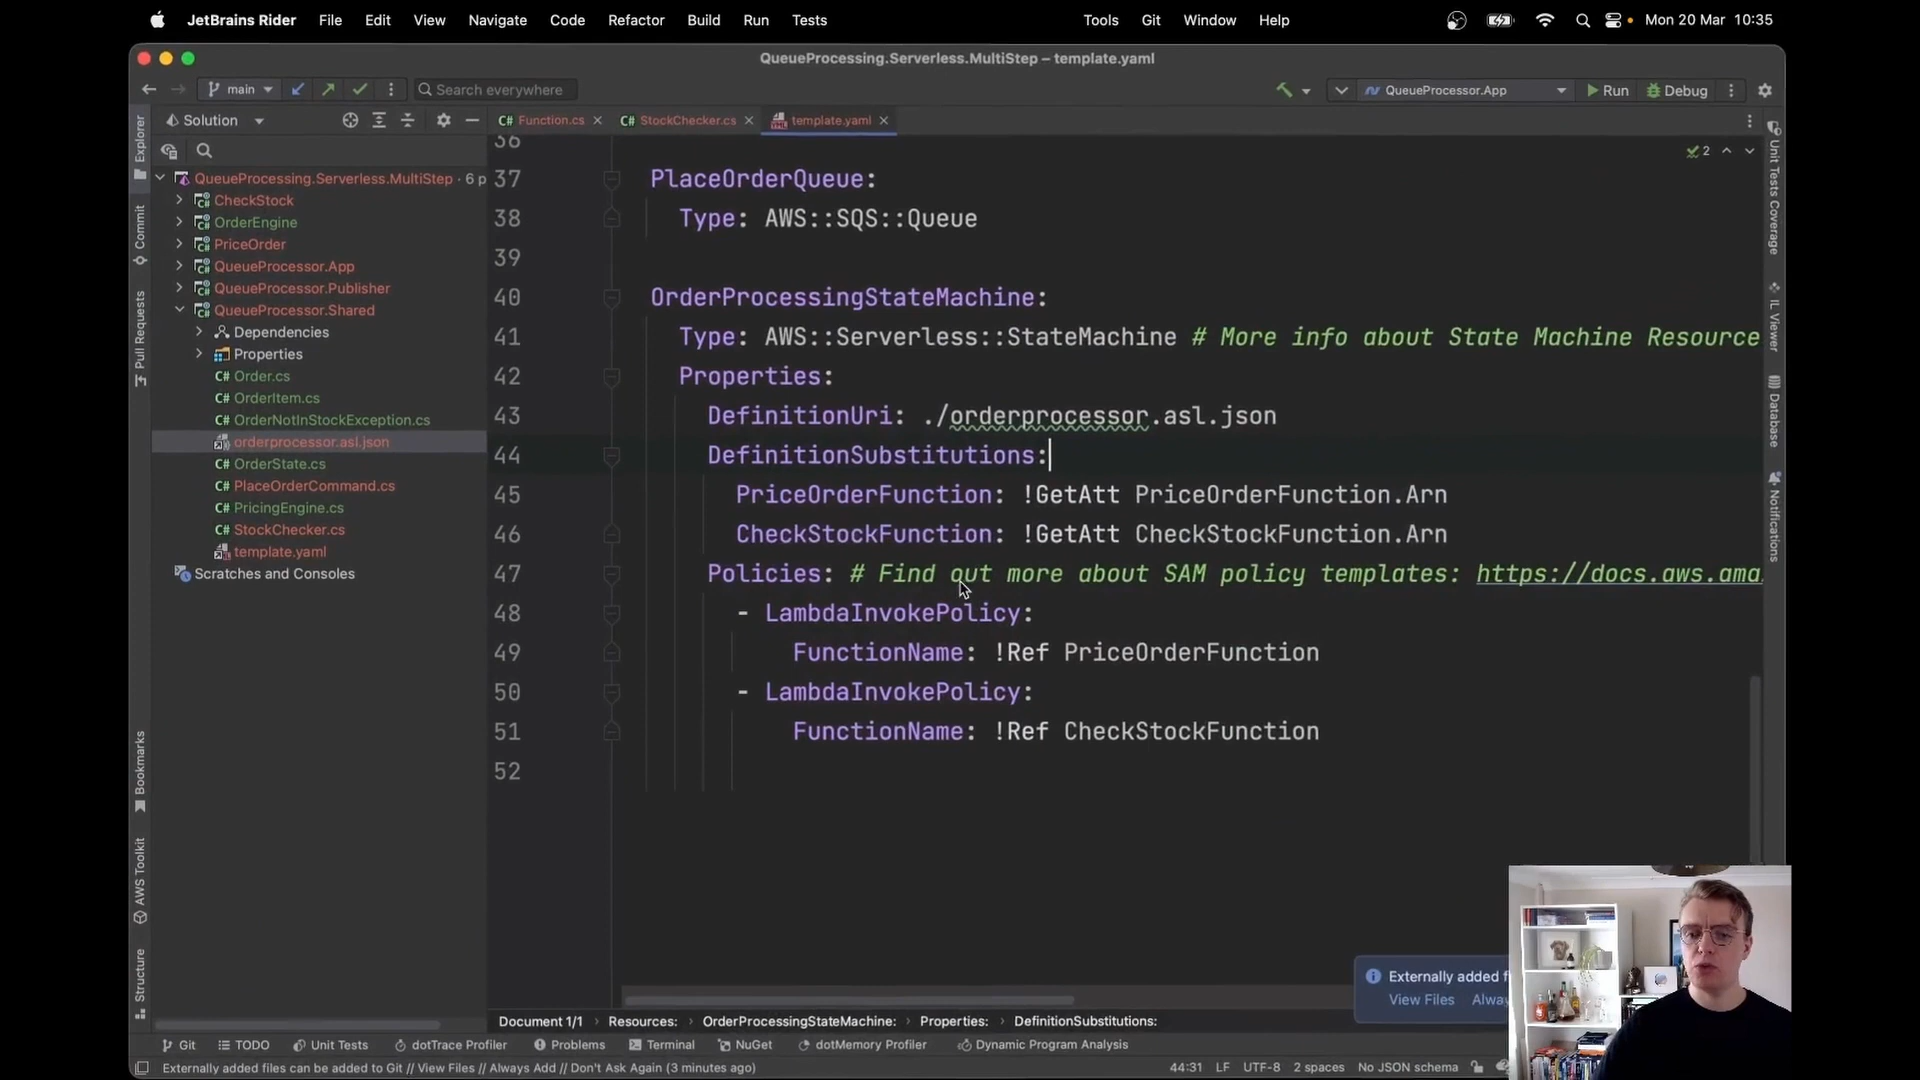 JetBrains Rider File Edit View Navigate Code Refactor Build Run Tests Tools Git Window Help Mon 20 Mar 10:35
QueueProcessing.Serverless.MultiStep – template.yaml
main Search everywhere QueueProcessor.App Run Debug
Solution
Function.cs StockChecker.cs template.yaml
2
Explorer
Commit
Pull Requests
Bookmarks
AWS Toolkit
Structure
QueueProcessing.Serverless.MultiStep · 6 p
CheckStock
OrderEngine
PriceOrder
QueueProcessor.App
QueueProcessor.Publisher
QueueProcessor.Shared
Dependencies
Properties
C# Order.cs
C# OrderItem.cs
C# OrderNotInStockException.cs
orderprocessor.asl.json
C# OrderState.cs
C# PlaceOrderCommand.cs
C# PricingEngine.cs
C# StockChecker.cs
template.yaml
Scratches and Consoles
36
37 PlaceOrderQueue:
38 Type: AWS::SQS::Queue
39
40 OrderProcessingStateMachine:
41 Type: AWS::Serverless::StateMachine # More info about State Machine Resource
42 Properties:
43 DefinitionUri: ./orderprocessor.asl.json
44 DefinitionSubstitutions:
45 PriceOrderFunction: !GetAtt PriceOrderFunction.Arn
46 CheckStockFunction: !GetAtt CheckStockFunction.Arn
47 Policies: # Find out more about SAM policy templates: https://docs.aws.ama
48 - LambdaInvokePolicy:
49 FunctionName: !Ref PriceOrderFunction
50 - LambdaInvokePolicy:
51 FunctionName: !Ref CheckStockFunction
52
Unit Tests Coverage
IL Viewer
Database
Notifications
Externally added f
View Files Alway
Document 1/1 › Resources: › OrderProcessingStateMachine: › Properties: › DefinitionSubstitutions:
Git TODO Unit Tests dotTrace Profiler Problems Terminal NuGet dotMemory Profiler Dynamic Program Analysis
Externally added files can be added to Git // View Files // Always Add // Don't Ask Again (3 minutes ago) 44:31 LF UTF-8 2 spaces No JSON schema